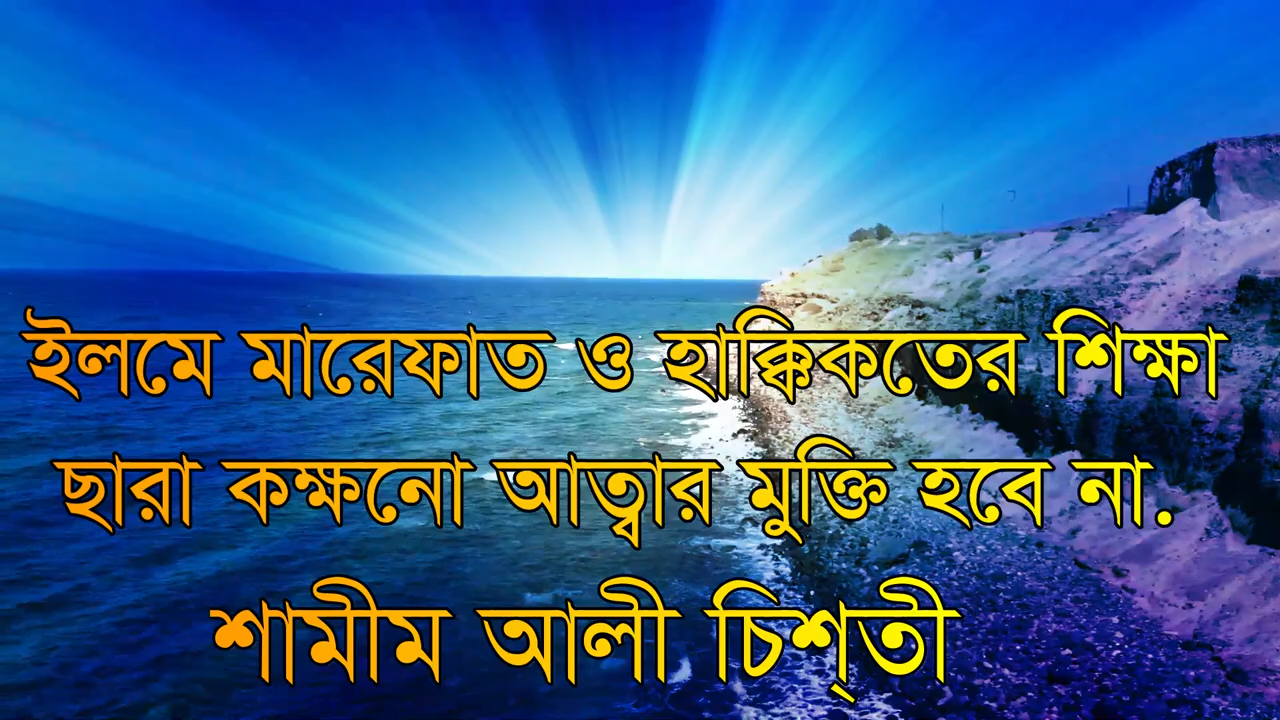 ইলমে মারেফাত ও হাক্কিকতের শিক্ষা
ছারা কক্ষনো আত্বার মুক্তি হবে না.
শামীম আলী চিশ্‌তী